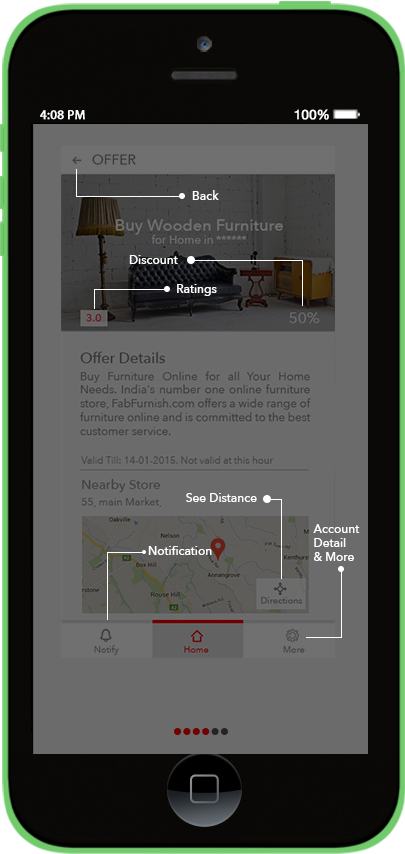 4:08 PM 100%
OFFER
Back
Buy Wooden Furniture
for Home in ******
Discount
Ratings
3.0 50%
Offer Details
Buy Furniture Online for all Your Home
Needs. India's number one online furniture
store, FabFurnish.com offers a wide range of
furniture online and is committed to the best
customer service.
Valid Till: 14-01-2015. Not valid at this hour
Nearby Store
See Distance
55, main Market,
Account
Detail
& More
Oakville
Nelson
Notification
Kenthurst
Box Hill
Annangrove
Rouse Hill
A2
A2
Directions
Notify Home More